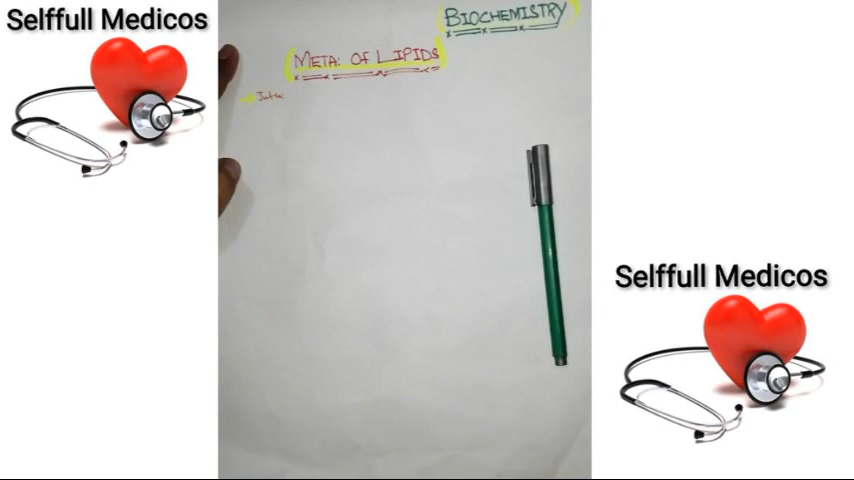 Selffull Medicos
BIOCHEMISTRY
META: OF LIPIDS
Selffull Medicos